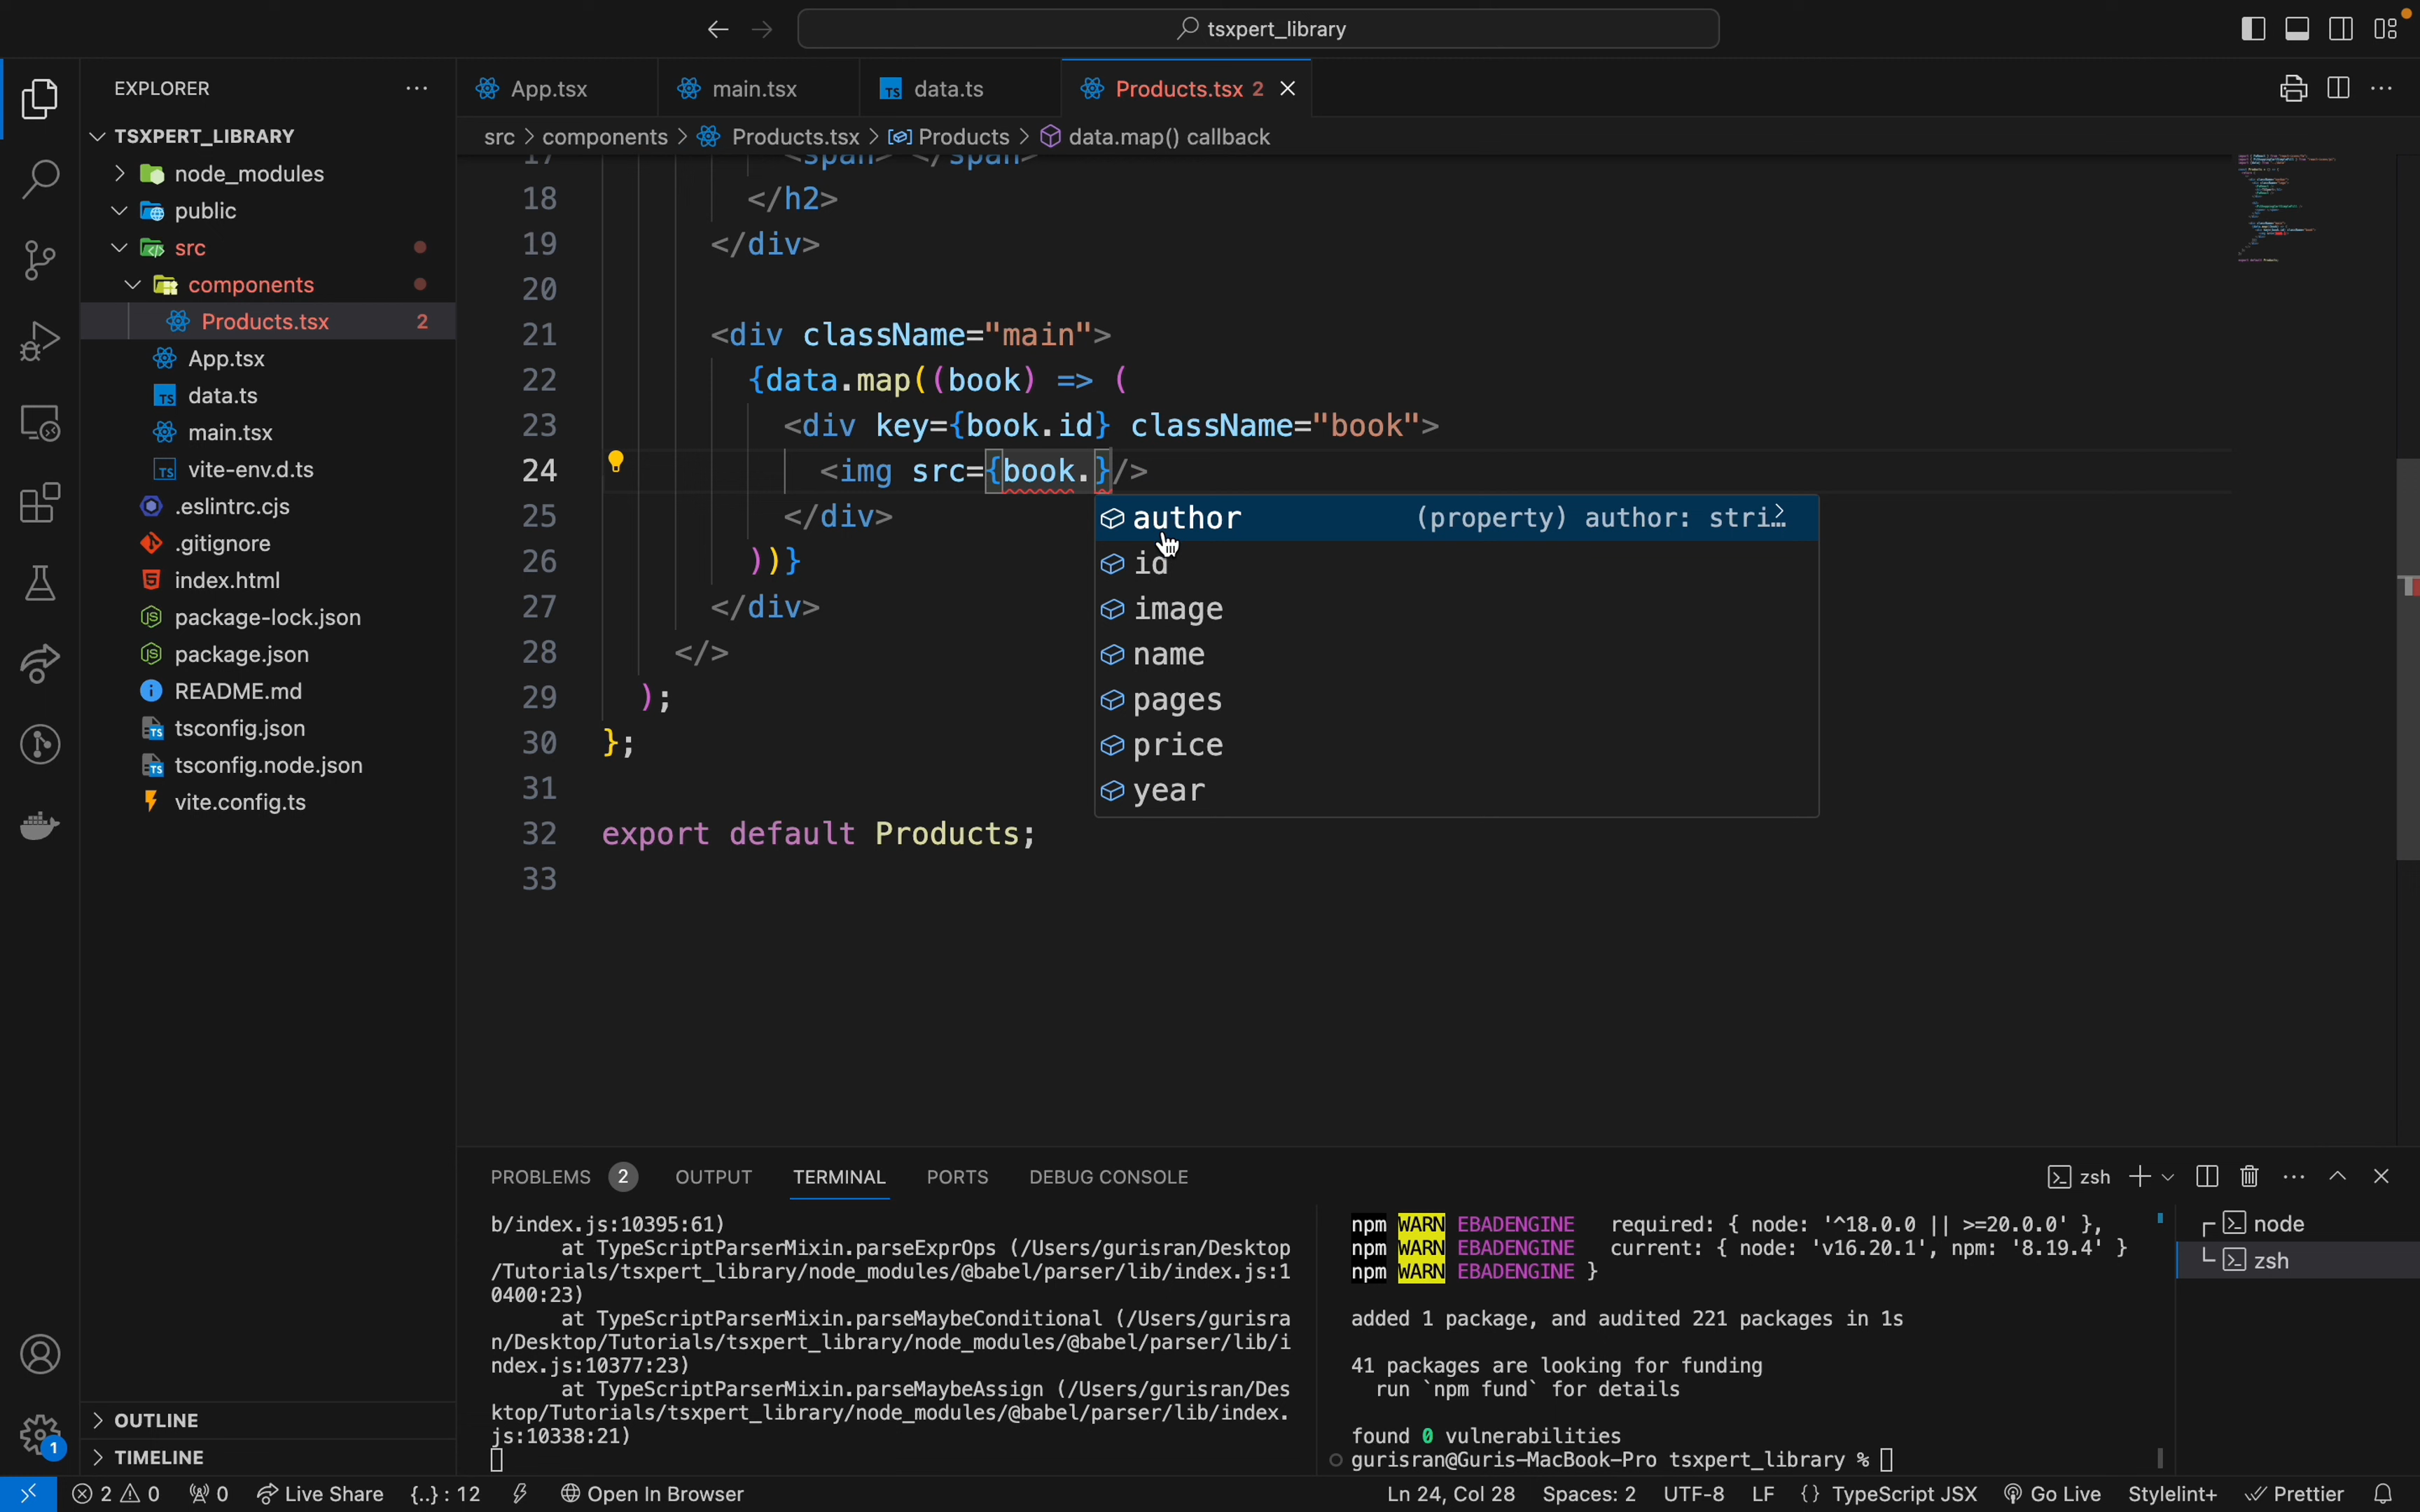 tsxpert_library
EXPLORER
App.tsx
main.tsx
data.ts
Products.tsx 2
src > components > Products.tsx > Products > data.map() callback
TSXPERT_LIBRARY
node_modules
public
src
components
Products.tsx 2
App.tsx
data.ts
main.tsx
vite-env.d.ts
.eslintrc.cjs
.gitignore
index.html
package-lock.json
package.json
README.md
tsconfig.json
tsconfig.node.json
vite.config.ts
OUTLINE
TIMELINE
1
17 <span> </span>
18 </h2>
19 </div>
20
21 <div className="main">
22 {data.map((book) => (
23 <div key={book.id} className="book">
24 <img src={book.}/>
25 </div>
26 ))}
27 </div>
28 </>
29 );
30 };
31
32 export default Products;
33
author (property) author: stri…
id
image
name
pages
price
year
PROBLEMS 2 OUTPUT TERMINAL PORTS DEBUG CONSOLE
zsh
b/index.js:10395:61)
at TypeScriptParserMixin.parseExprOps (/Users/gurisran/Desktop
/Tutorials/tsxpert_library/node_modules/@babel/parser/lib/index.js:1
0400:23)
at TypeScriptParserMixin.parseMaybeConditional (/Users/gurisra
n/Desktop/Tutorials/tsxpert_library/node_modules/@babel/parser/lib/i
ndex.js:10377:23)
at TypeScriptParserMixin.parseMaybeAssign (/Users/gurisran/Des
ktop/Tutorials/tsxpert_library/node_modules/@babel/parser/lib/index.
js:10338:21)
npm WARN EBADENGINE required: { node: '^18.0.0 || >=20.0.0' },
npm WARN EBADENGINE current: { node: 'v16.20.1', npm: '8.19.4' }
npm WARN EBADENGINE }
added 1 package, and audited 221 packages in 1s
41 packages are looking for funding
run `npm fund` for details
found 0 vulnerabilities
gurisran@Guris-MacBook-Pro tsxpert_library %
node
zsh
2 0 0 Live Share {..} : 12 Open In Browser
Ln 24, Col 28 Spaces: 2 UTF-8 LF {} TypeScript JSX Go Live Stylelint+ Prettier